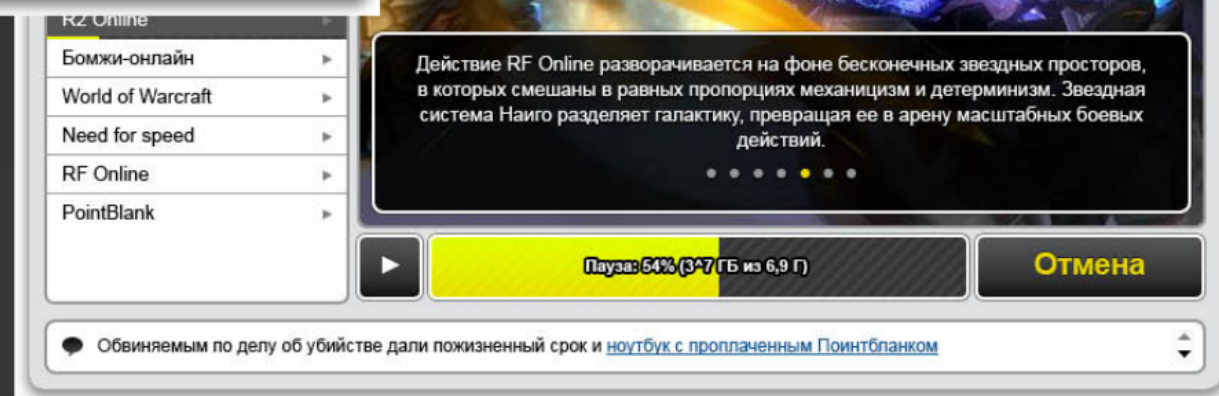 R2 Online
Бомжи-онлайн
World of Warcraft
Need for speed
RF Online
PointBlank
Действие RF Online разворачивается на фоне бесконечных звездных просторов,
в которых смешаны в равных пропорциях механицизм и детерминизм. Звездная
система Наиго разделяет галактику, превращая ее в арену масштабных боевых
действий.
Пауза: 54% (3^7 ГБ из 6,9 Г)
Отмена
Обвиняемым по делу об убийстве дали пожизненный срок и ноутбук с проплаченным Поинтбланком